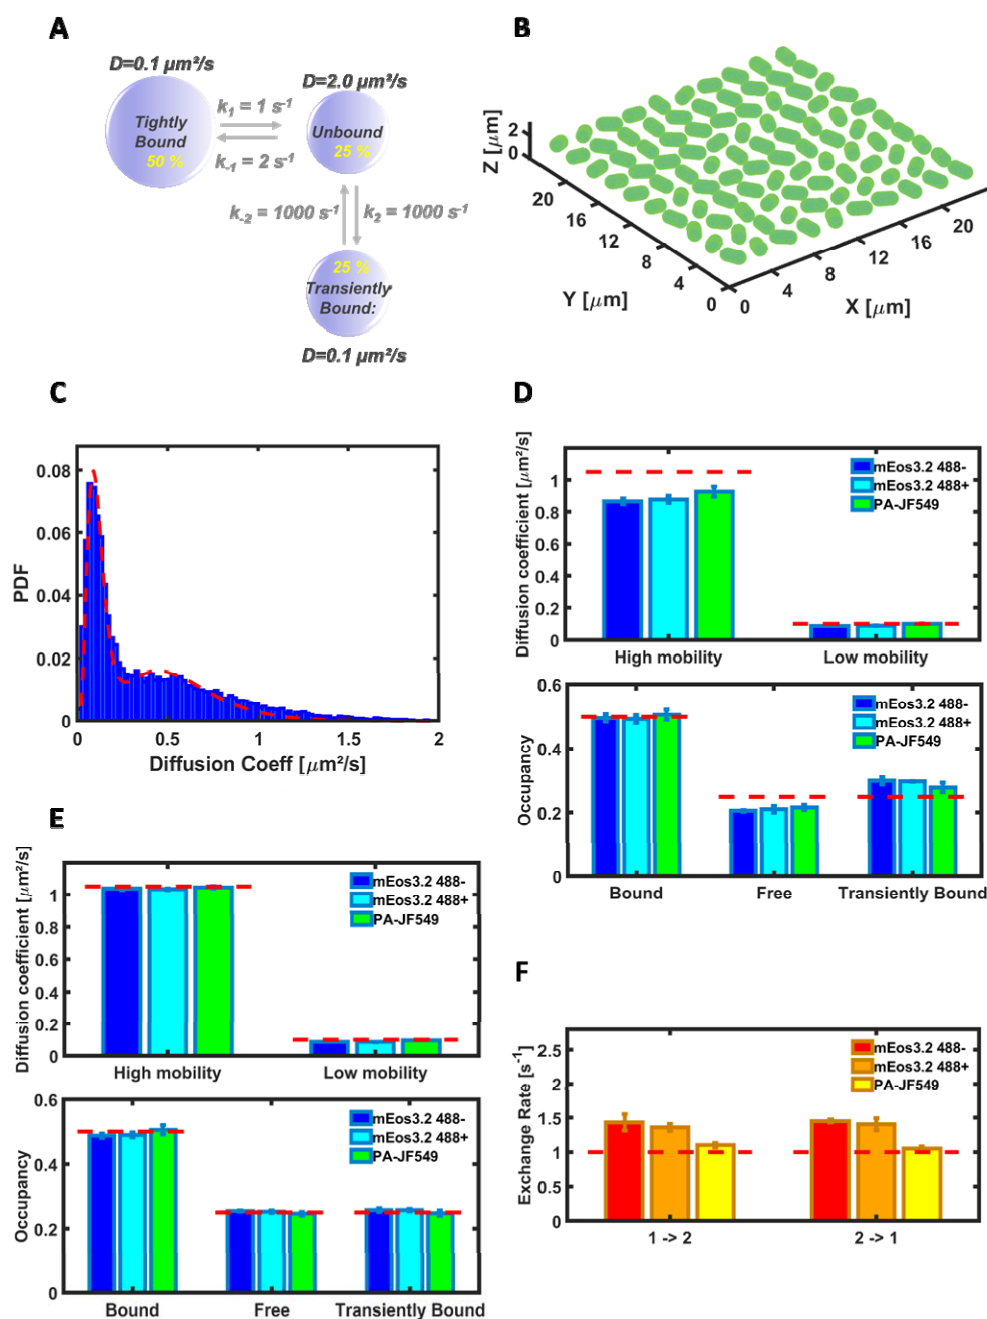 A
D=0.1 μm²/s
D=2.0 μm²/s
k₁ = 1 s⁻¹
Tightly
Bound
50 %
Unbound
25 %
k₋₁ = 2 s⁻¹
k₋₂ = 1000 s⁻¹
k₂ = 1000 s⁻¹
25 %
Transiently
Bound:
D=0.1 μm²/s
B
Z [μm]
2
0
20
16
12
8
4
0
Y [μm]
0
4
8
12
16
20
X [μm]
C
PDF
0.08
0.06
0.04
0.02
0
0
0.5
1
1.5
2
Diffusion Coeff [μm²/s]
D
Diffusion coefficient [μm²/s]
1
0.8
0.6
0.4
0.2
0
mEos3.2 488-
mEos3.2 488+
PA-JF549
High mobility
Low mobility
Occupancy
0.6
0.4
0.2
0
mEos3.2 488-
mEos3.2 488+
PA-JF549
Bound
Free
Transiently Bound
E
Diffusion coefficient [μm²/s]
1
0.8
0.6
0.4
0.2
0
mEos3.2 488-
mEos3.2 488+
PA-JF549
High mobility
Low mobility
Occupancy
0.6
0.4
0.2
0
mEos3.2 488-
mEos3.2 488+
PA-JF549
Bound
Free
Transiently Bound
F
Exchange Rate [s⁻¹]
2.5
2
1.5
1
0.5
0
mEos3.2 488-
mEos3.2 488+
PA-JF549
1 -> 2
2 -> 1